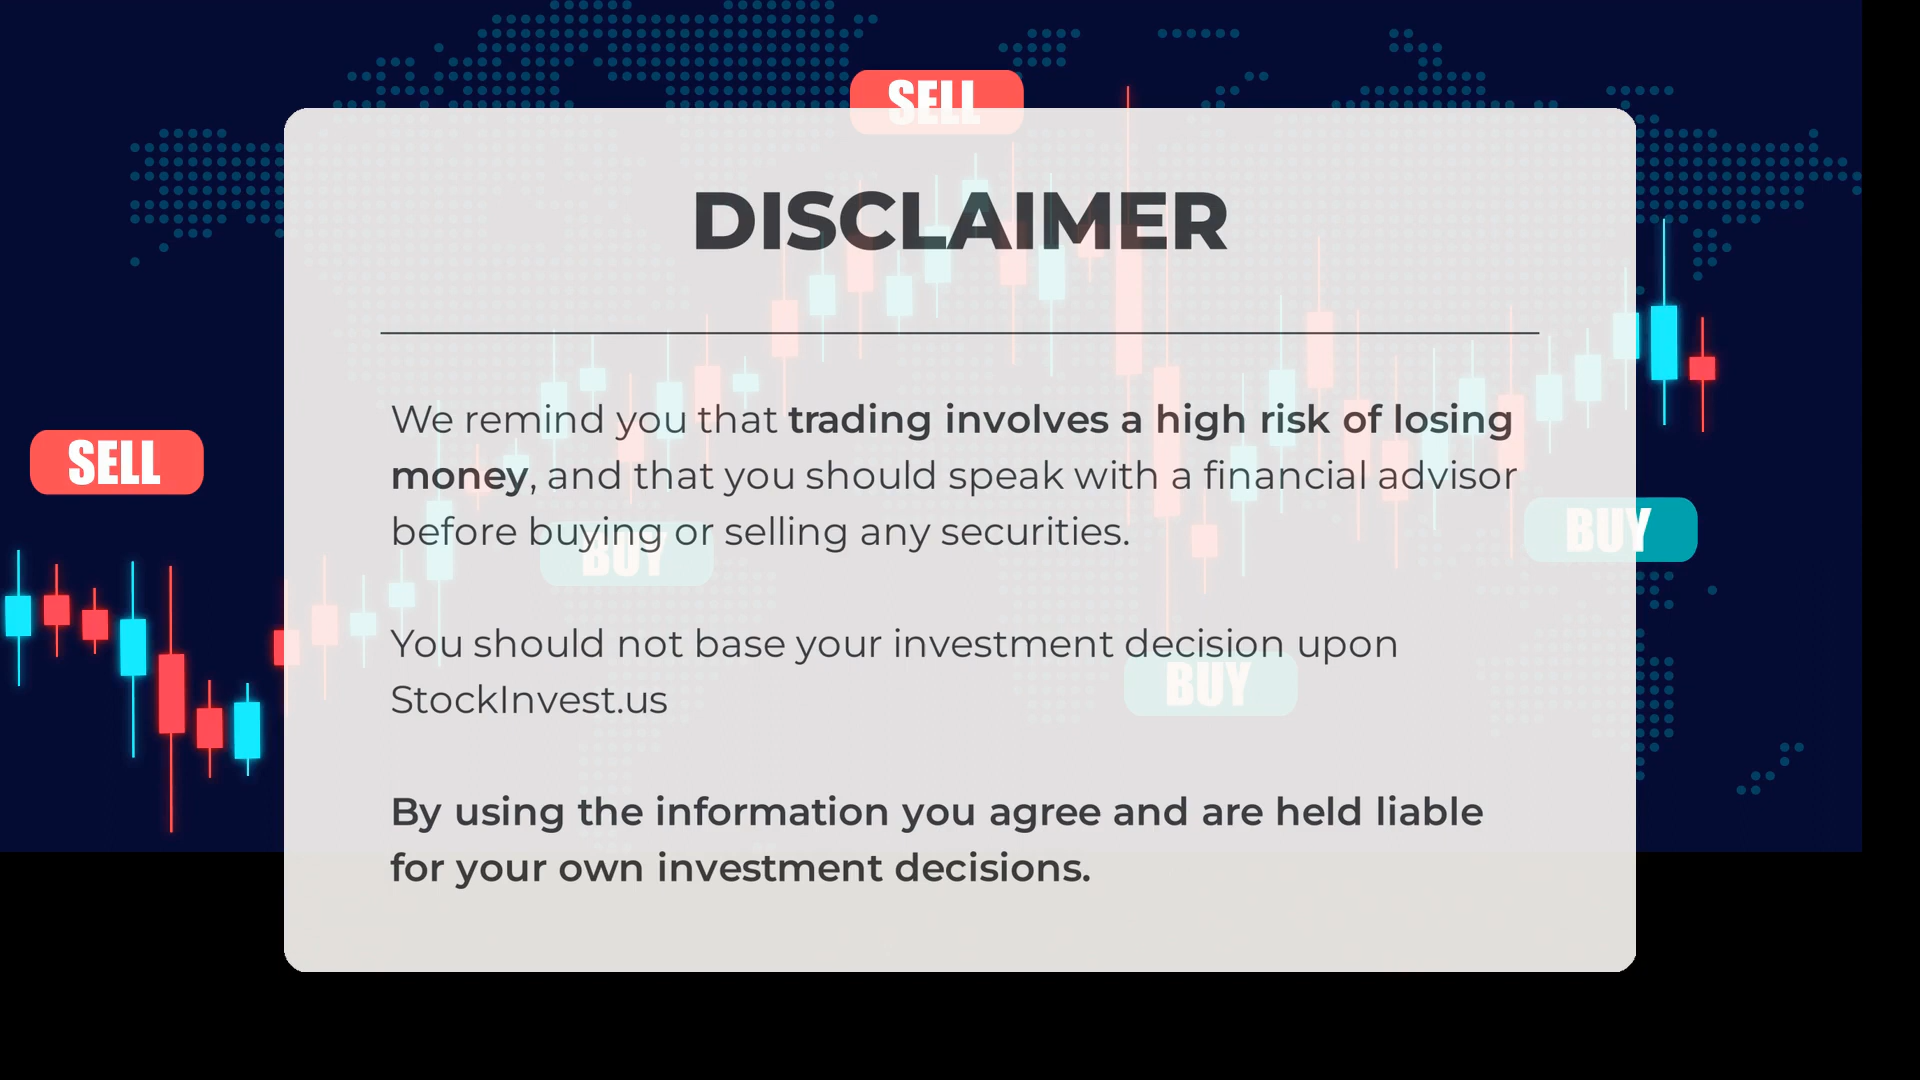 SELL
DISCLAIMER
We remind you that trading involves a high risk of losing
money, and that you should speak with a financial advisor
before buying or selling any securities.
You should not base your investment decision upon
StockInvest.us
By using the information you agree and are held liable
for your own investment decisions.
SELL
BUY
BUY
BUY